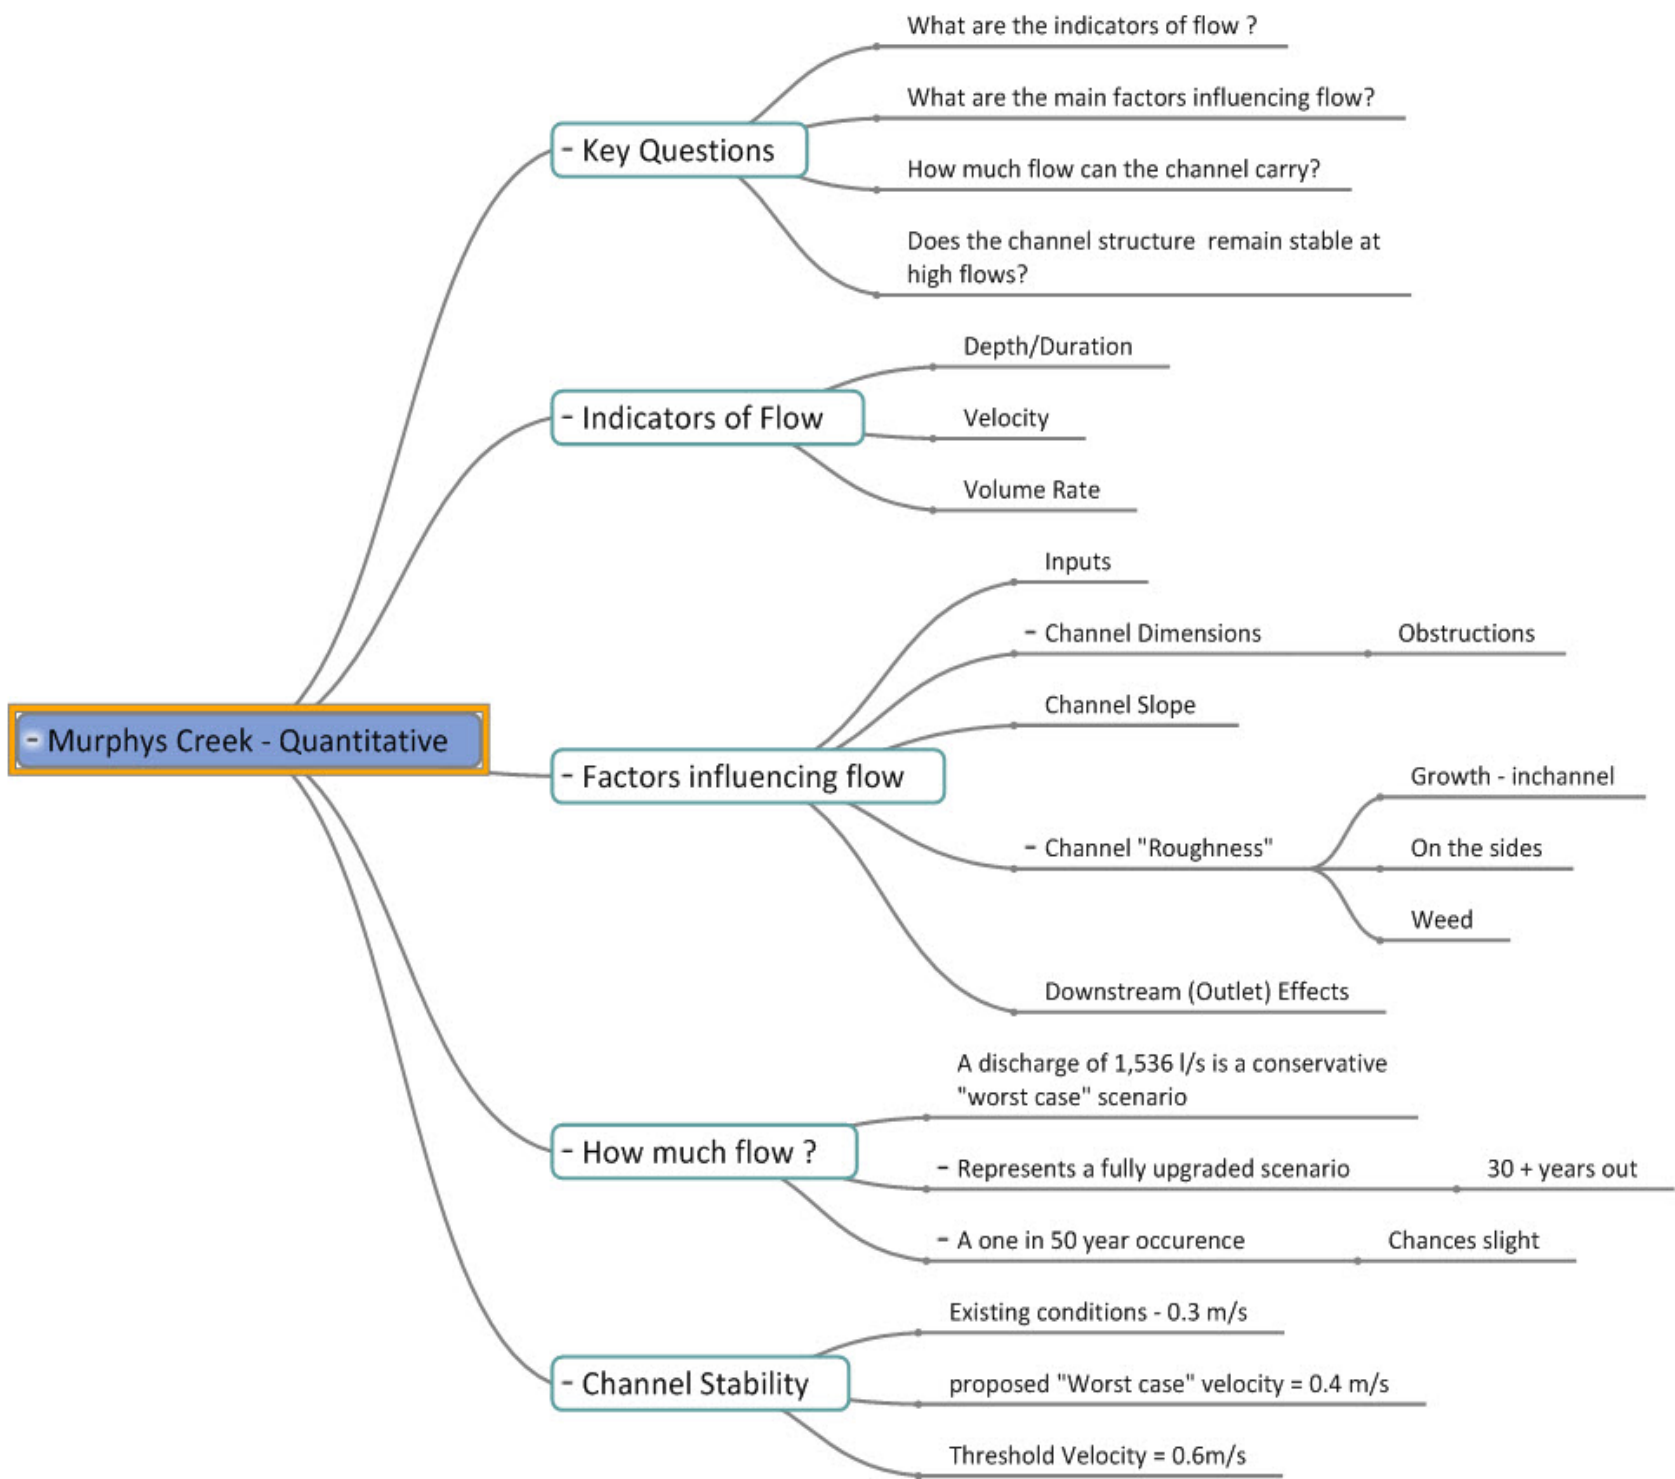 What are the indicators of flow ?
What are the main factors influencing flow?
- Key Questions
How much flow can the channel carry?
Does the channel structure  remain stable at
high flows?
Depth/Duration
- Indicators of Flow
Velocity
Volume Rate
Inputs
- Channel Dimensions
Obstructions
Channel Slope
- Murphys Creek - Quantitative
- Factors influencing flow
Growth - inchannel
- Channel "Roughness"
On the sides
Weed
Downstream (Outlet) Effects
A discharge of 1,536 l/s is a conservative
"worst case" scenario
- How much flow ?
- Represents a fully upgraded scenario
30 + years out
- A one in 50 year occurence
Chances slight
Existing conditions - 0.3 m/s
- Channel Stability
proposed "Worst case" velocity = 0.4 m/s
Threshold Velocity = 0.6m/s